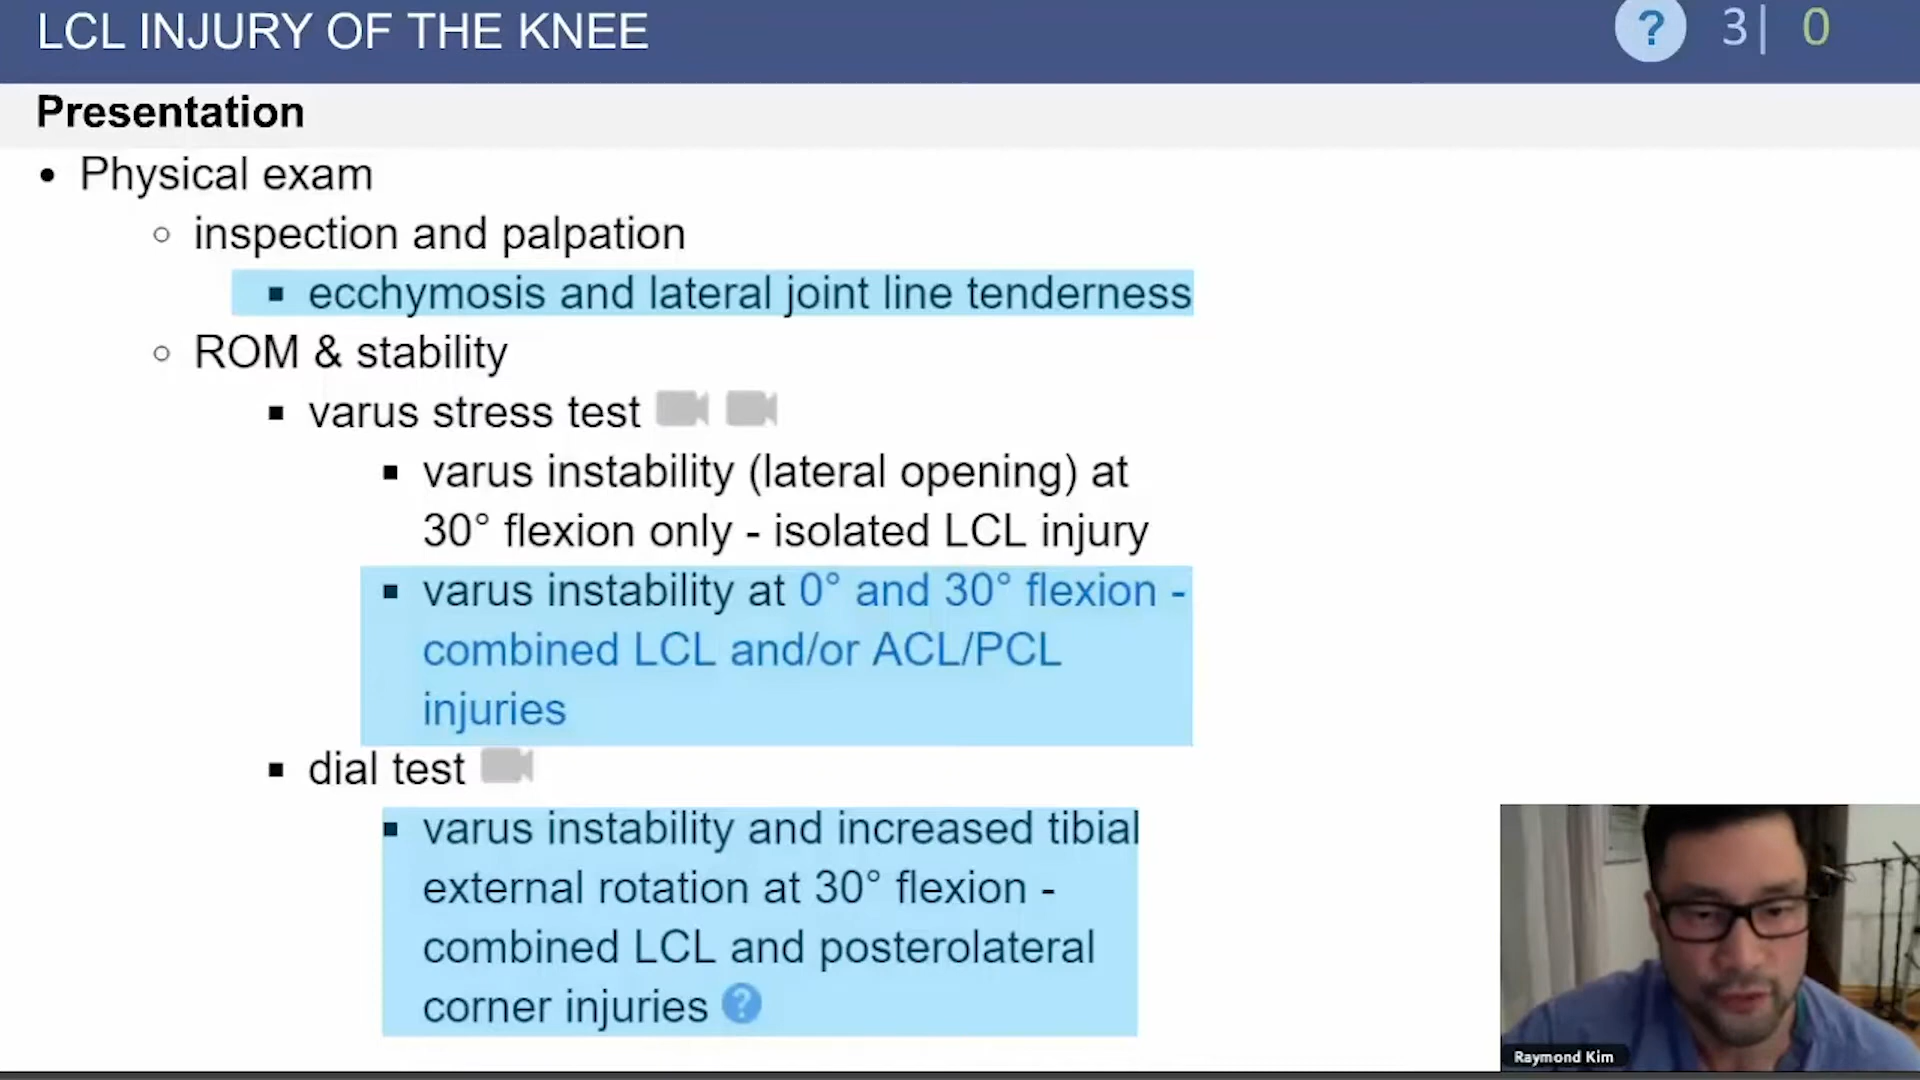 LCL INJURY OF THE KNEE
? 3| 0
Presentation
• Physical exam
○ inspection and palpation
▪ ecchymosis and lateral joint line tenderness
○ ROM & stability
▪ varus stress test
▪ varus instability (lateral opening) at
30° flexion only - isolated LCL injury
▪ varus instability at 0° and 30° flexion -
combined LCL and/or ACL/PCL
injuries
▪ dial test
▪ varus instability and increased tibial
external rotation at 30° flexion -
combined LCL and posterolateral
corner injuries ?
Raymond Kim